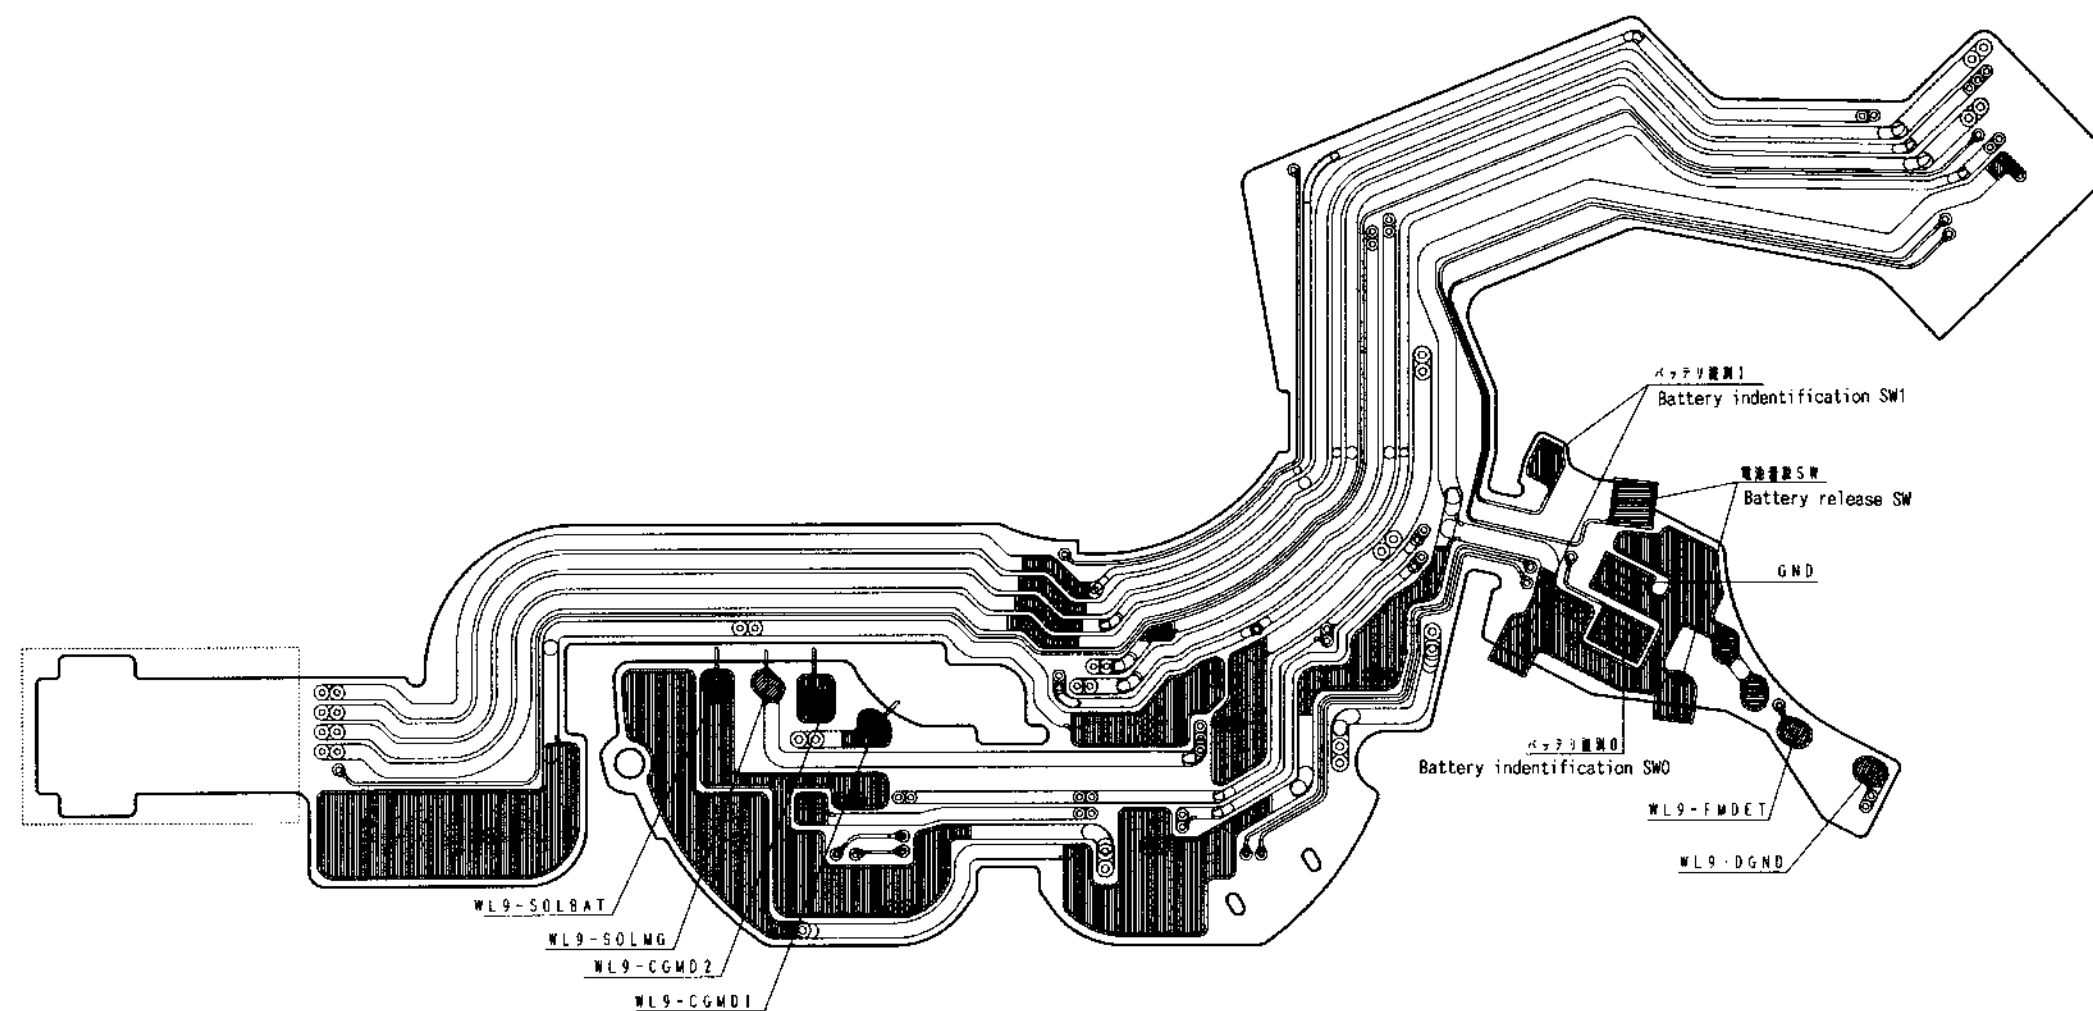 バッテリ識別1
Battery indentification SW1
電池着脱SW
Battery release SW
GND
バッテリ識別0
Battery indentification SW0
WL9-FMDET
WL9-DGND
WL9-SOLBAT
WL9-SOLMG
WL9-CGMD2
WL9-CGMD1